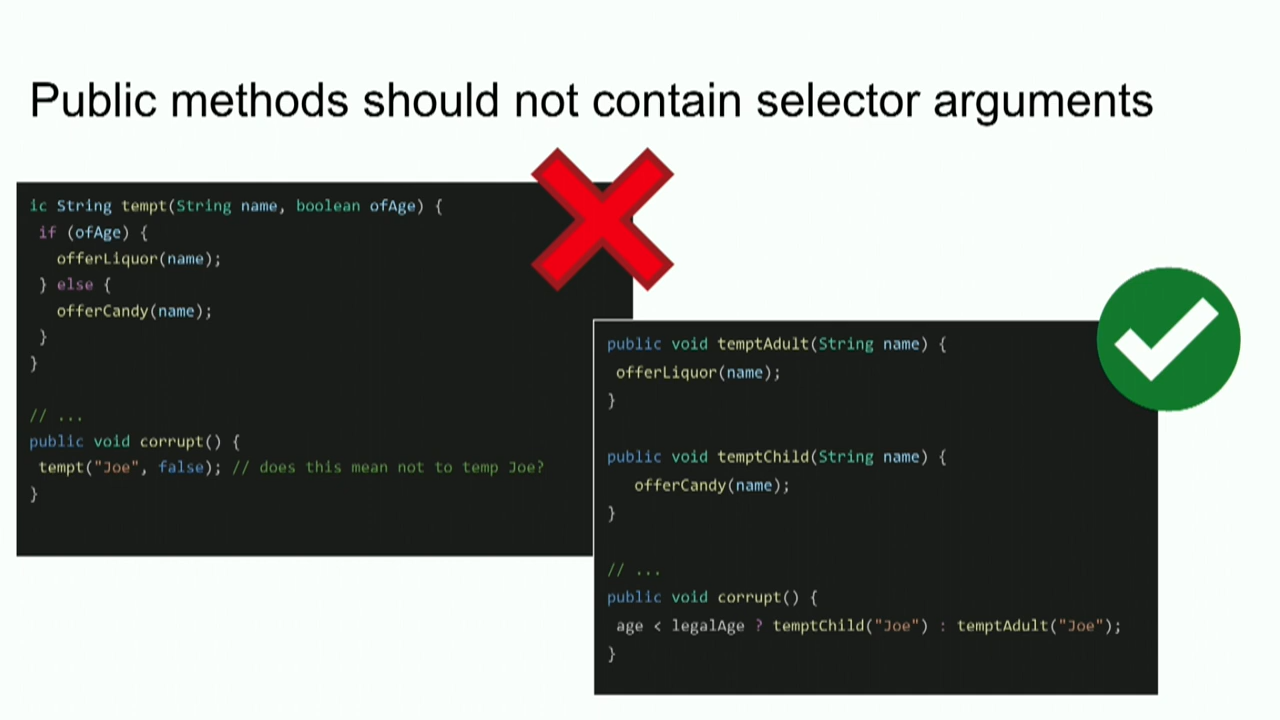 Public methods should not contain selector arguments
ic String tempt(String name, boolean ofAge) {
if (ofAge) {
offerLiquor(name);
} else {
offerCandy(name);
}
}
// ...
public void corrupt() {
tempt("Joe", false); // does this mean not to temp Joe?
}
public void temptAdult(String name) {
offerLiquor(name);
}
public void temptChild(String name) {
offerCandy(name);
}
// ...
public void corrupt() {
age < legalAge ? temptChild("Joe") : temptAdult("Joe");
}